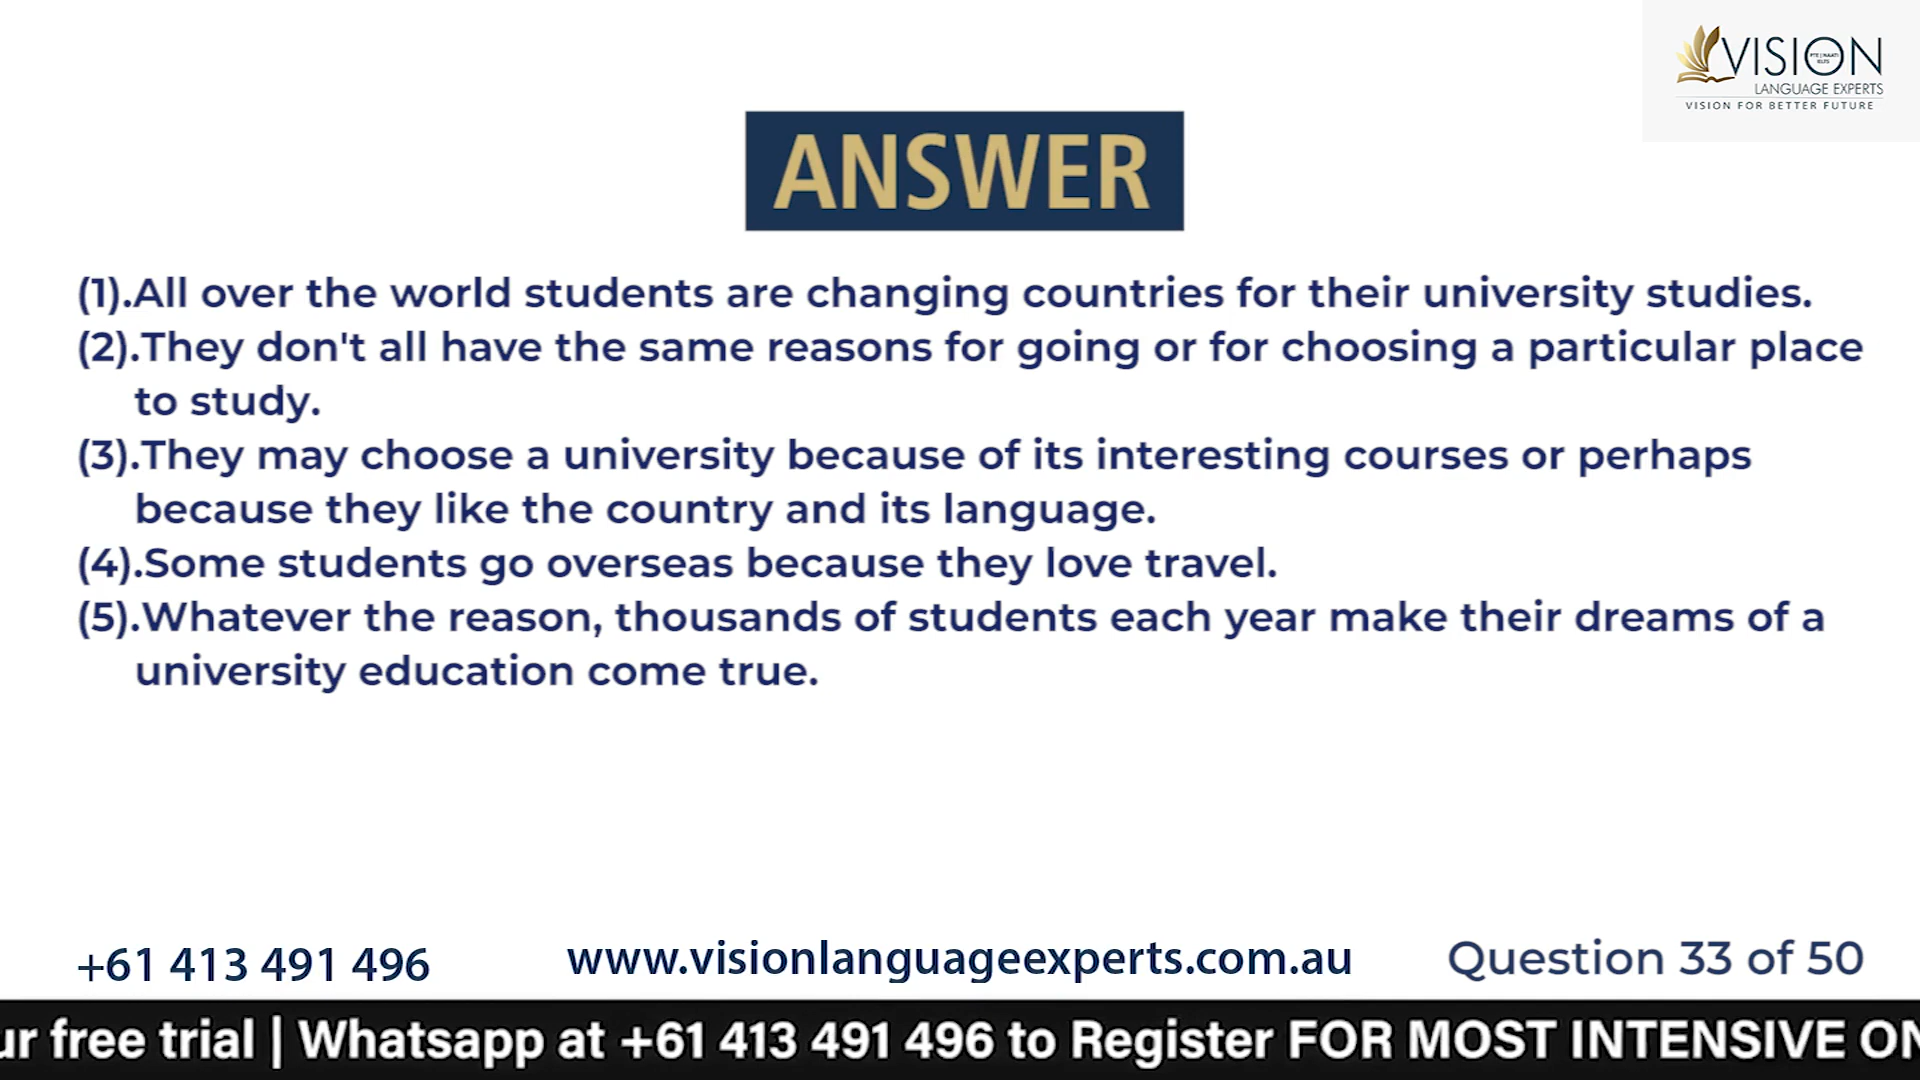 VISION
LANGUAGE EXPERTS
VISION FOR BETTER FUTURE
ANSWER
(1).All over the world students are changing countries for their university studies.
(2).They don't all have the same reasons for going or for choosing a particular place
to study.
(3).They may choose a university because of its interesting courses or perhaps
because they like the country and its language.
(4).Some students go overseas because they love travel.
(5).Whatever the reason, thousands of students each year make their dreams of a
university education come true.
+61 413 491 496
www.visionlanguageexperts.com.au
Question 33 of 50
ur free trial | Whatsapp at +61 413 491 496 to Register FOR MOST INTENSIVE ON